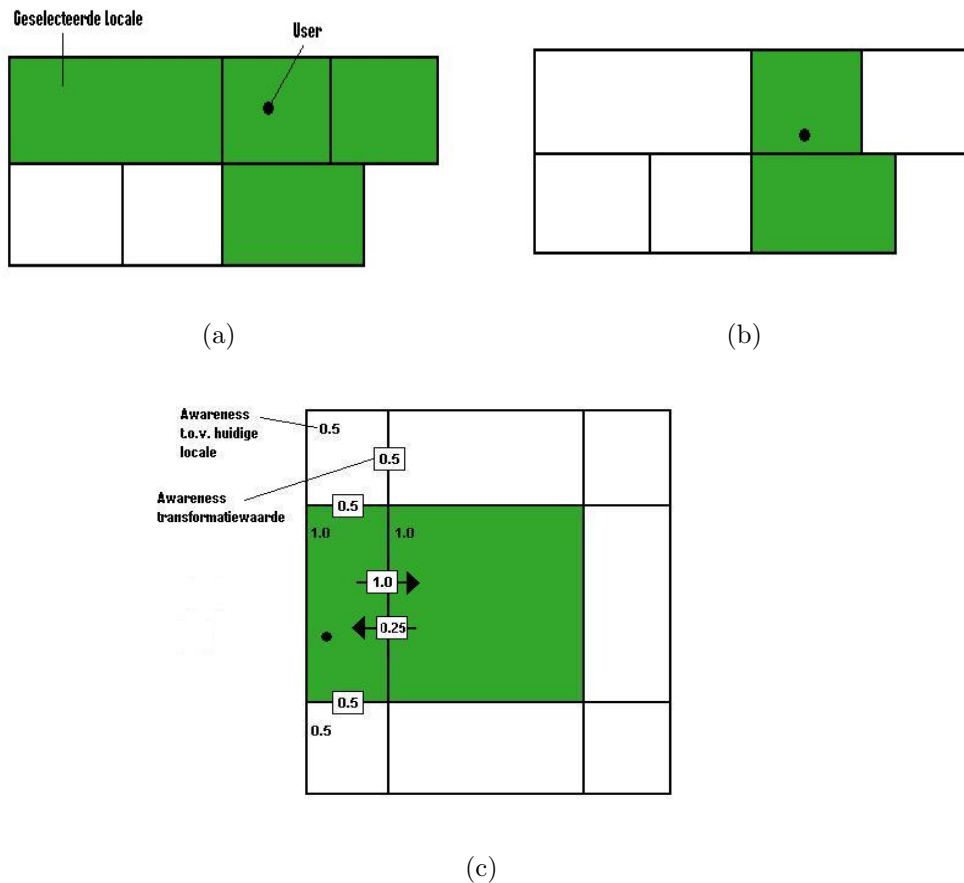 Geselecteerde Locale
User
(a)
(b)
Awareness
t.o.v. huidige
locale
0.5
0.5
Awareness
transformatiewaarde
0.5
1.0
1.0
1.0
0.25
0.5
0.5
(c)